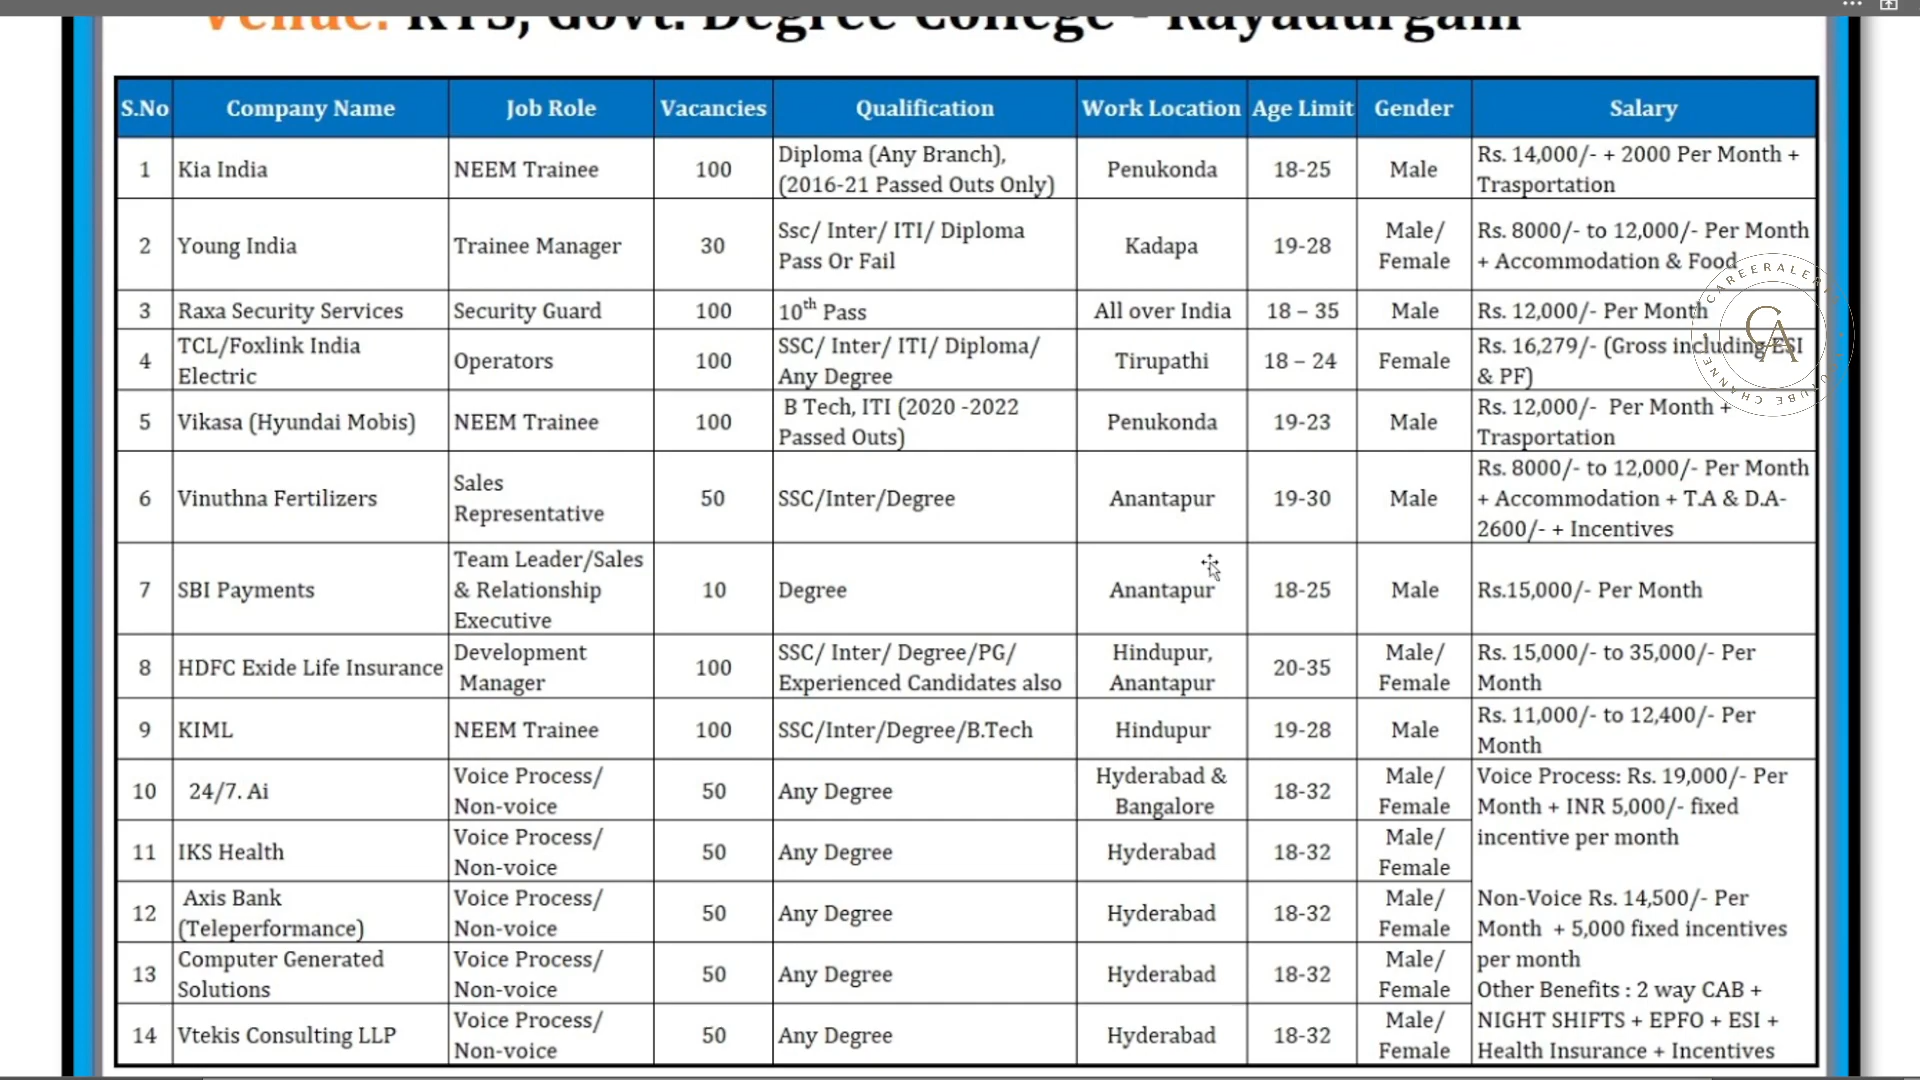 Venue: KTS, Govt. Degree College - Rayadurgam
S.No Company Name Job Role Vacancies Qualification Work Location Age Limit Gender Salary
1 Kia India NEEM Trainee 100 Diploma (Any Branch), (2016-21 Passed Outs Only) Penukonda 18-25 Male Rs. 14,000/- + 2000 Per Month + Trasportation
2 Young India Trainee Manager 30 Ssc/ Inter/ ITI/ Diploma Pass Or Fail Kadapa 19-28 Male/ Female Rs. 8000/- to 12,000/- Per Month + Accommodation & Food
3 Raxa Security Services Security Guard 100 10th Pass All over India 18 – 35 Male Rs. 12,000/- Per Month
4 TCL/Foxlink India Electric Operators 100 SSC/ Inter/ ITI/ Diploma/ Any Degree Tirupathi 18 – 24 Female Rs. 16,279/- (Gross including ESI & PF)
5 Vikasa (Hyundai Mobis) NEEM Trainee 100 B Tech, ITI (2020 -2022 Passed Outs) Penukonda 19-23 Male Rs. 12,000/- Per Month + Trasportation
6 Vinuthna Fertilizers Sales Representative 50 SSC/Inter/Degree Anantapur 19-30 Male Rs. 8000/- to 12,000/- Per Month + Accommodation + T.A & D.A- 2600/- + Incentives
7 SBI Payments Team Leader/Sales & Relationship Executive 10 Degree Anantapur 18-25 Male Rs.15,000/- Per Month
8 HDFC Exide Life Insurance Development Manager 100 SSC/ Inter/ Degree/PG/ Experienced Candidates also Hindupur, Anantapur 20-35 Male/ Female Rs. 15,000/- to 35,000/- Per Month
9 KIML NEEM Trainee 100 SSC/Inter/Degree/B.Tech Hindupur 19-28 Male Rs. 11,000/- to 12,400/- Per Month
10 24/7. Ai Voice Process/ Non-voice 50 Any Degree Hyderabad & Bangalore 18-32 Male/ Female
11 IKS Health Voice Process/ Non-voice 50 Any Degree Hyderabad 18-32 Male/ Female
12 Axis Bank (Teleperformance) Voice Process/ Non-voice 50 Any Degree Hyderabad 18-32 Male/ Female
13 Computer Generated Solutions Voice Process/ Non-voice 50 Any Degree Hyderabad 18-32 Male/ Female
14 Vtekis Consulting LLP Voice Process/ Non-voice 50 Any Degree Hyderabad 18-32 Male/ Female
Voice Process: Rs. 19,000/- Per
Month + INR 5,000/- fixed
incentive per month
Non-Voice Rs. 14,500/- Per
Month + 5,000 fixed incentives
per month
Other Benefits : 2 way CAB +
NIGHT SHIFTS + EPFO + ESI +
Health Insurance + Incentives
CA